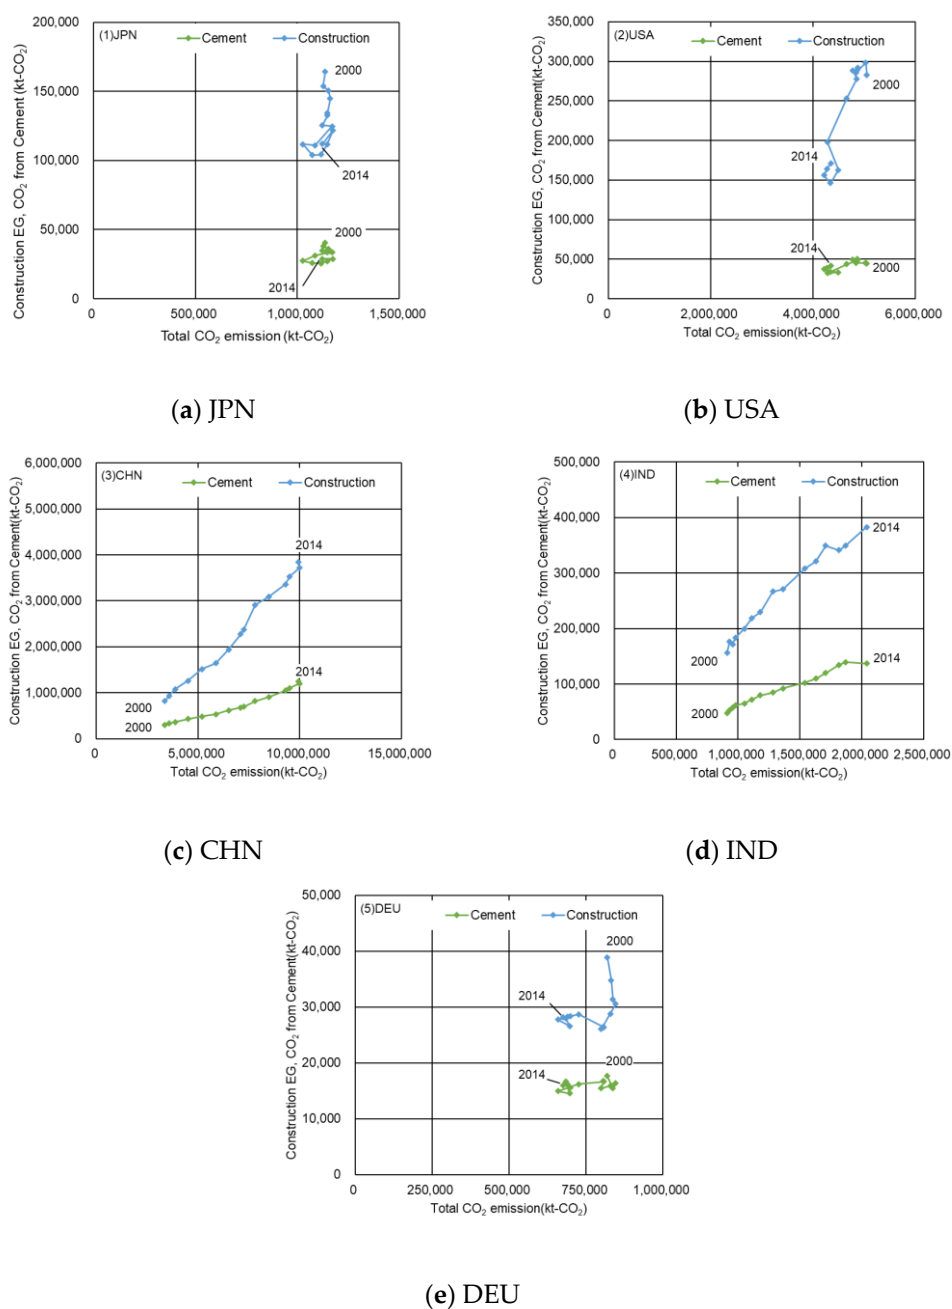 (1)JPN
Cement
Construction
Construction EG, CO2 from Cement (kt-CO2)
200,000
150,000
100,000
50,000
0
2000
2014
2000
2014
0
500,000
1,000,000
1,500,000
Total CO2 emission (kt-CO2)
(2)USA
Cement
Construction
Construction EG, CO2 from Cement(kt-CO2)
350,000
300,000
250,000
200,000
150,000
100,000
50,000
0
2000
2014
2014
2000
0
2,000,000
4,000,000
6,000,000
Total CO2 emission(kt-CO2)
(a) JPN
(b) USA
(3)CHN
Cement
Construction
Construction EG, CO2 from Cement(kt-CO2)
6,000,000
5,000,000
4,000,000
3,000,000
2,000,000
1,000,000
0
2014
2014
2000
2000
0
5,000,000
10,000,000
15,000,000
Total CO2 emission(kt-CO2)
(4)IND
Cement
Construction
Construction EG, CO2 from Cement(kt-CO2)
500,000
400,000
300,000
200,000
100,000
0
2014
2000
2014
2000
0
500,000
1,000,000
1,500,000
2,000,000
2,500,000
Total CO2 emission(kt-CO2)
(c) CHN
(d) IND
(5)DEU
Cement
Construction
Construction EG, CO2 from Cement(kt-CO2)
50,000
40,000
30,000
20,000
10,000
0
2000
2014
2000
2014
0
250,000
500,000
750,000
1,000,000
Total CO2 emission(kt-CO2)
(e) DEU